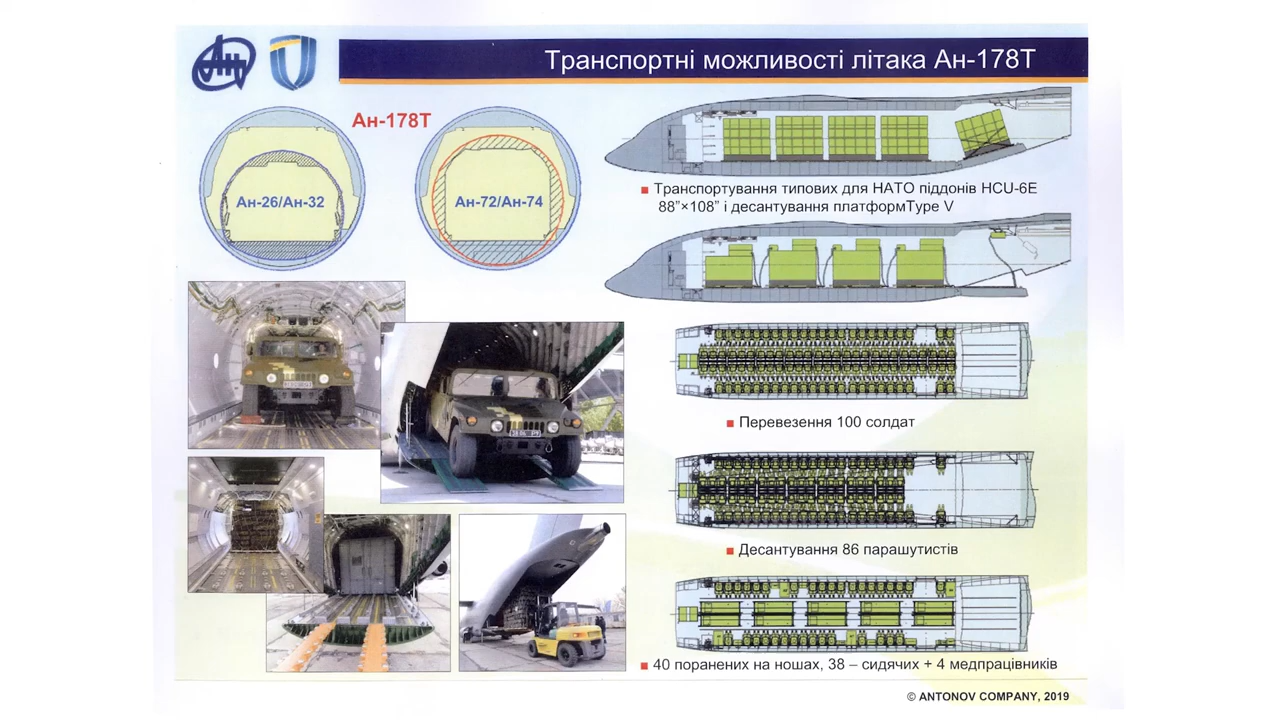 Ан
Транспортні можливості літака Ан-178Т
Ан-178Т
Ан-26/Ан-32
Ан-72/Ан-74
Транспортування типових для НАТО піддонів HCU-6E
88”×108” і десантування платформType V
Перевезення 100 солдат
Десантування 86 парашутистів
40 поранених на ношах, 38 – сидячих + 4 медпрацівників
© ANTONOV COMPANY, 2019